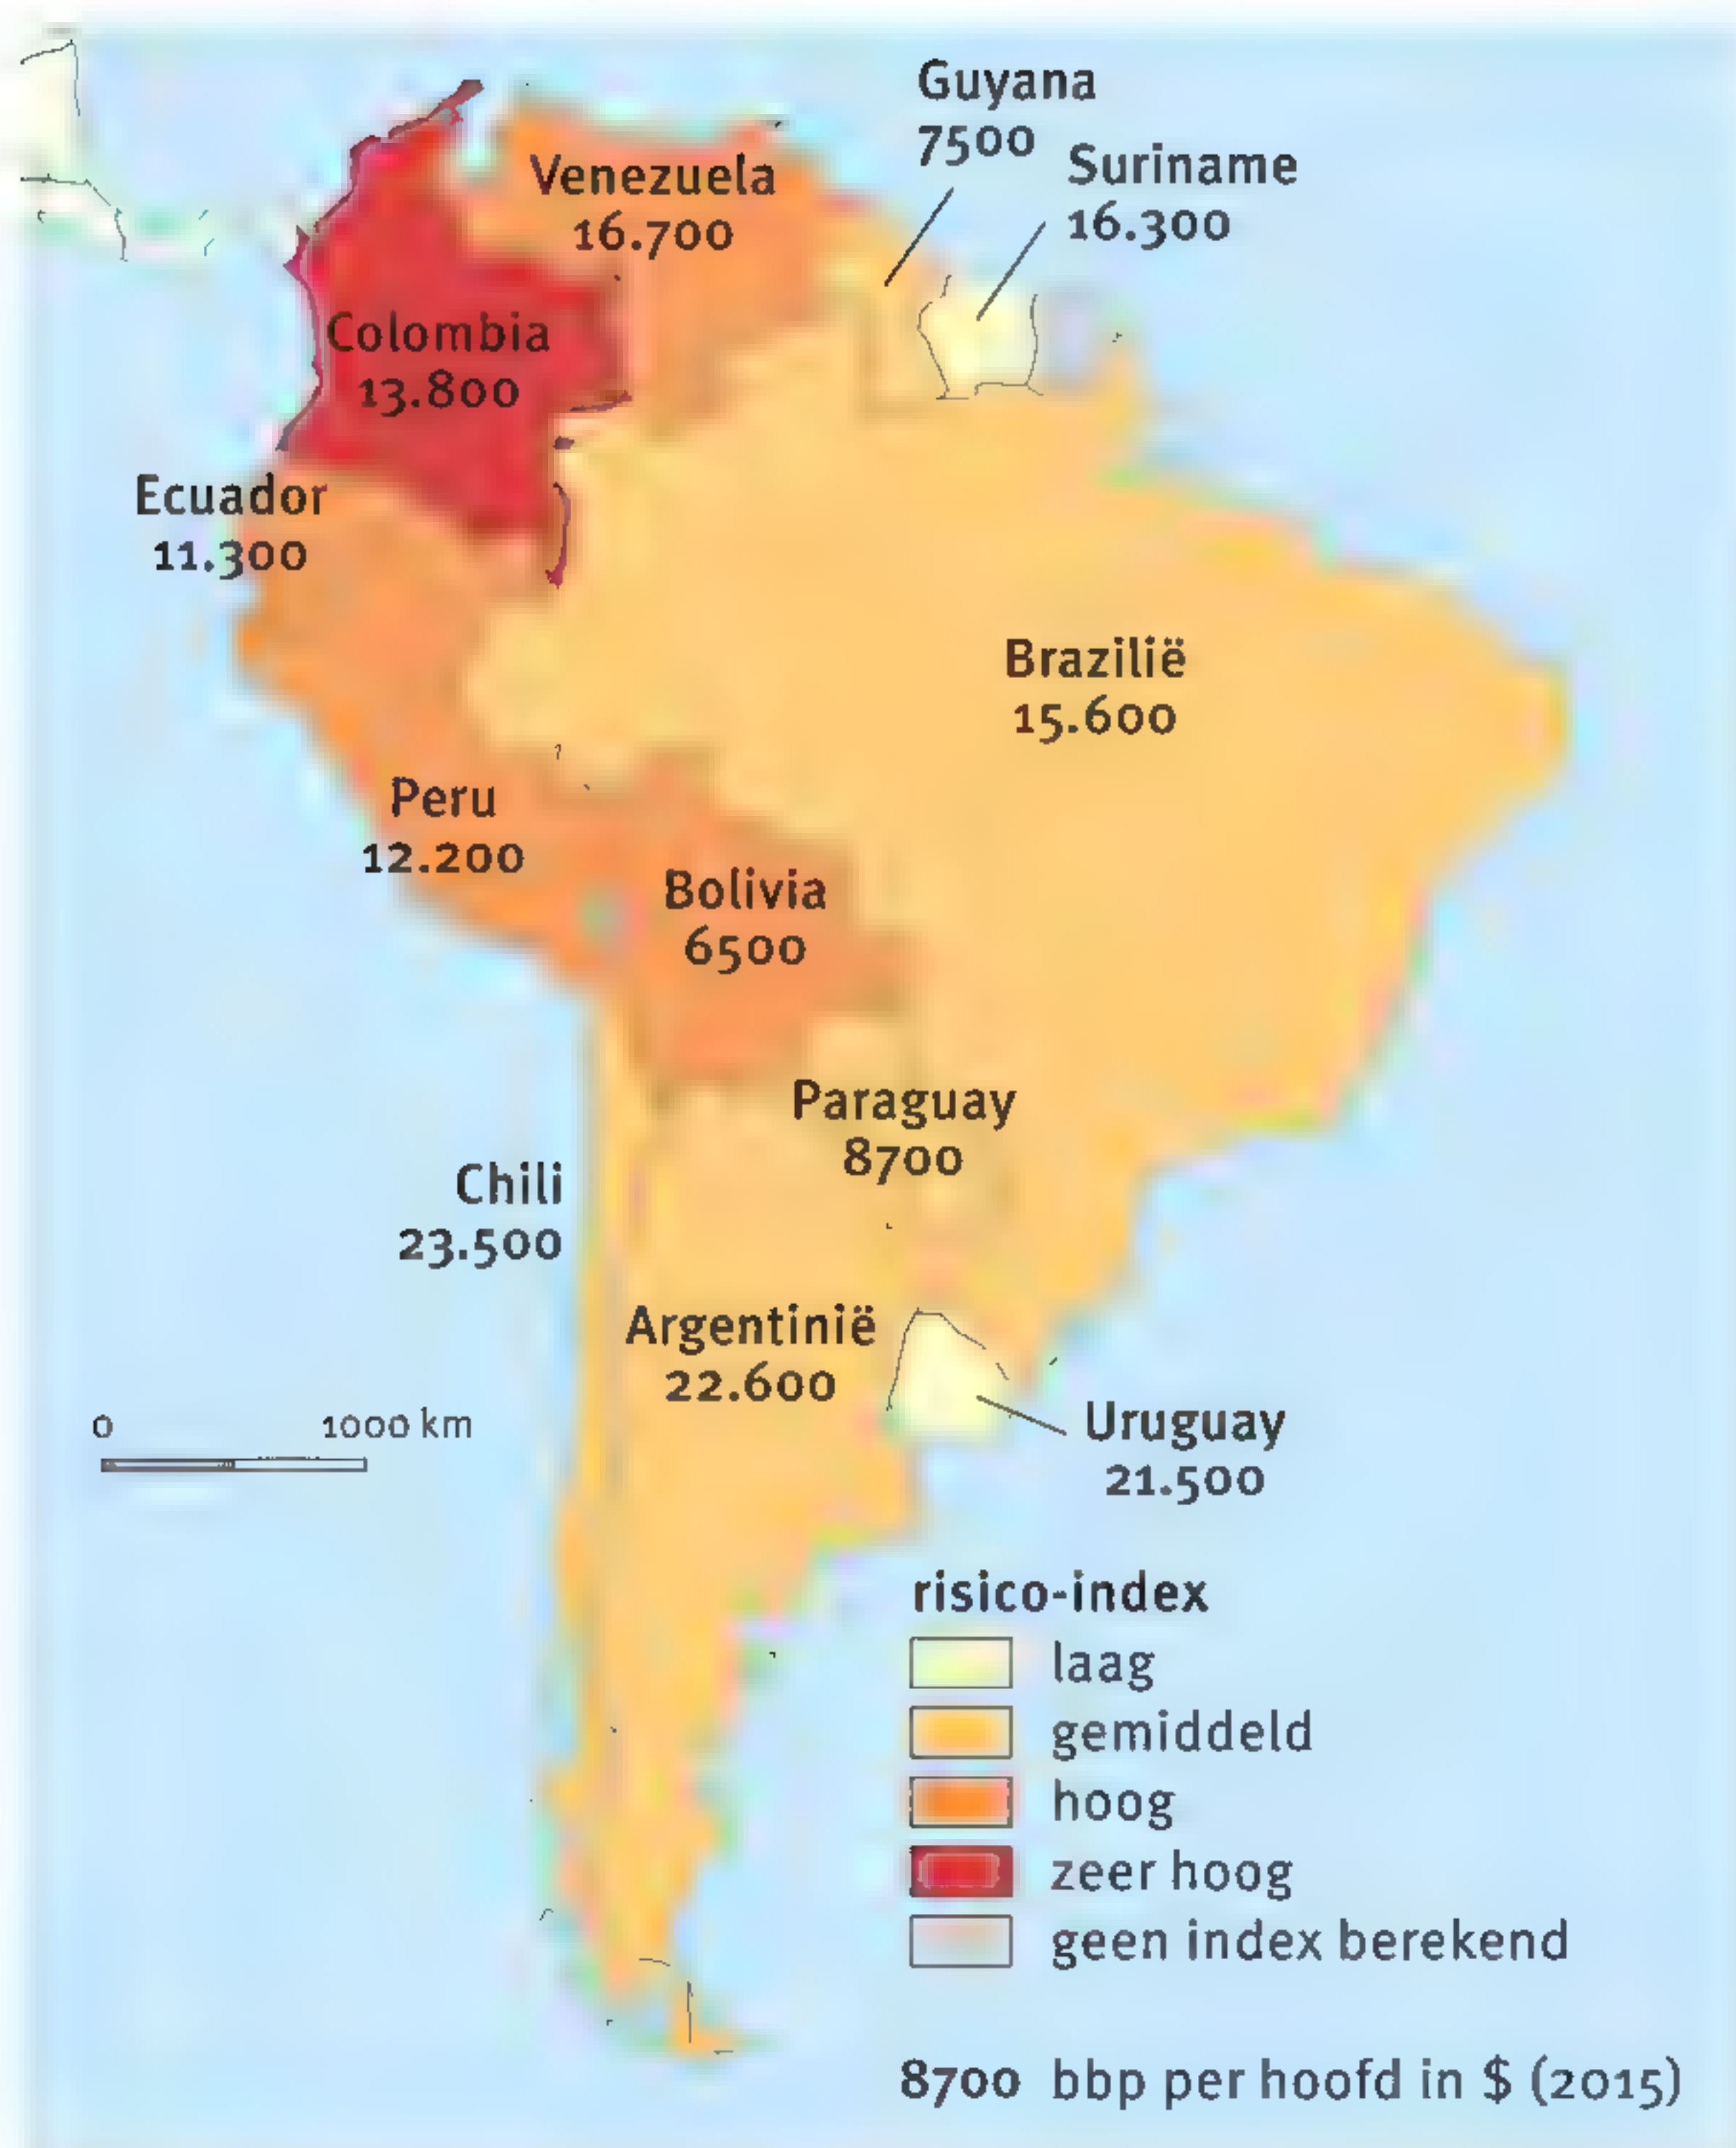 Guyana
7500
Suriname
16.300
Venezuela
16.700
Colombia
13.800
Ecuador
11.300
Brazilië
15.600
Peru
12.200
Bolivia
6500
Paraguay
8700
Chili
23.500
Argentinië
22.600
Uruguay
21.500
0 1000 km
risico-index
laag
gemiddeld
hoog
zeer hoog
geen index berekend
8700 bbp per hoofd in $ (2015)